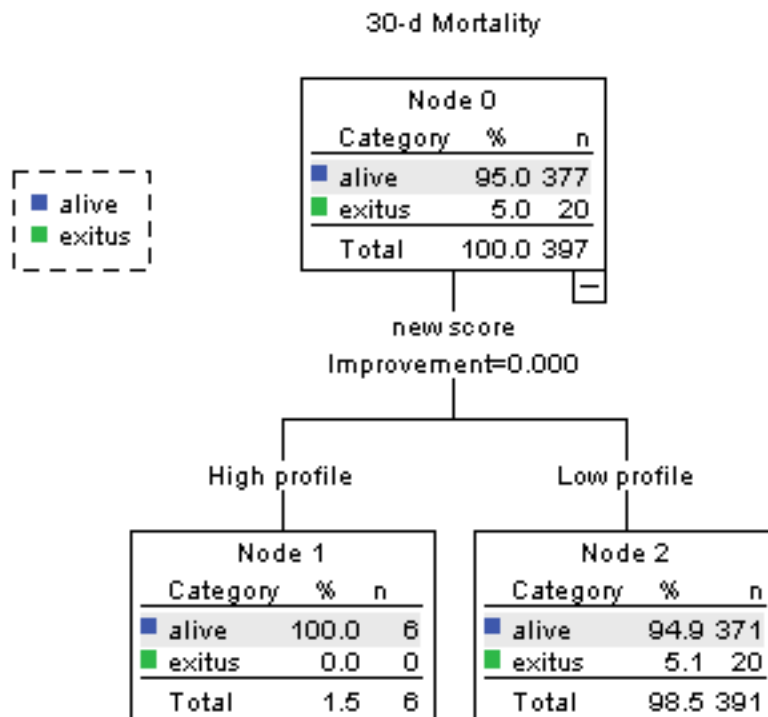 30-d Mortality
Node 0
Category % n
alive 95.0 377
exitus 5.0 20
Total 100.0 397
alive
exitus
new score
Improvement=0.000
High profile
Low profile
Node 1
Category % n
alive 100.0 6
exitus 0.0 0
Total 1.5 6
Node 2
Category % n
alive 94.9 371
exitus 5.1 20
Total 98.5 391